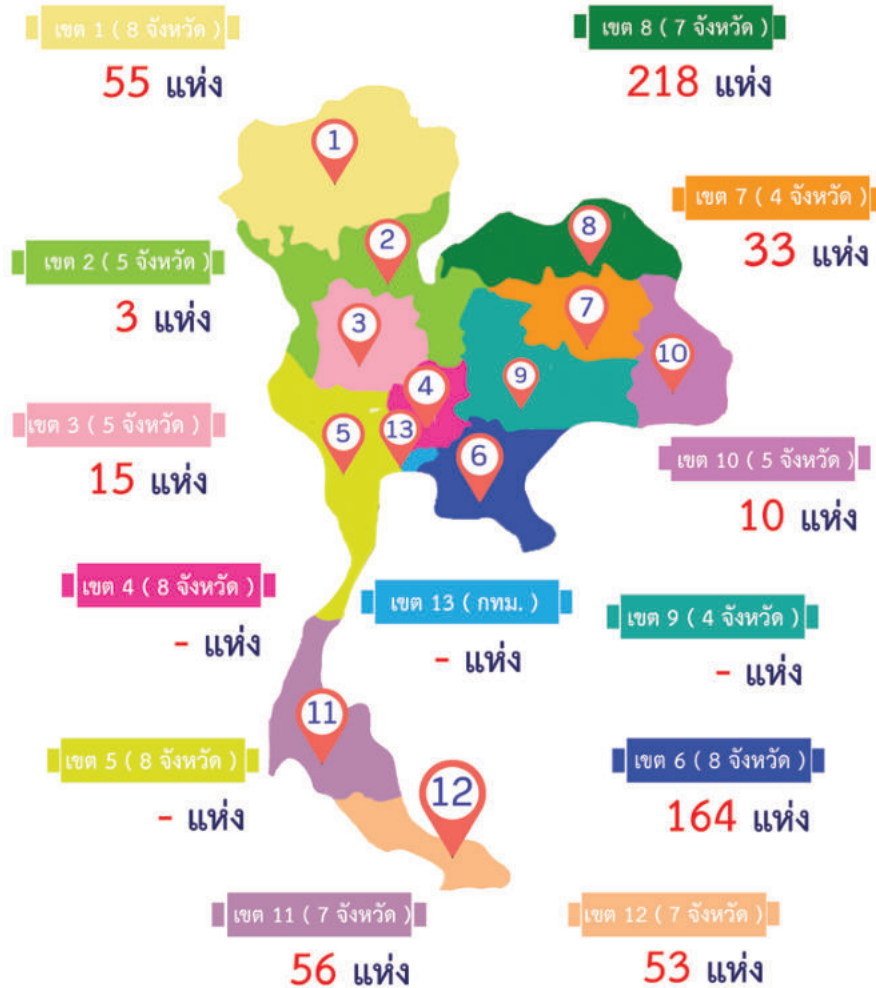 เขต 1 ( 8 จังหวัด )
55 แห่ง
เขต 8 ( 7 จังหวัด )
218 แห่ง
1
เขต 7 ( 4 จังหวัด )
33 แห่ง
เขต 2 ( 5 จังหวัด )
3 แห่ง
2
8
3
7
10
4
9
5
13
6
เขต 3 ( 5 จังหวัด )
15 แห่ง
เขต 10 ( 5 จังหวัด )
10 แห่ง
เขต 4 ( 8 จังหวัด )
- แห่ง
เขต 13 ( กทม. )
- แห่ง
เขต 9 ( 4 จังหวัด )
- แห่ง
11
12
เขต 5 ( 8 จังหวัด )
- แห่ง
เขต 6 ( 8 จังหวัด )
164 แห่ง
เขต 11 ( 7 จังหวัด )
56 แห่ง
เขต 12 ( 7 จังหวัด )
53 แห่ง